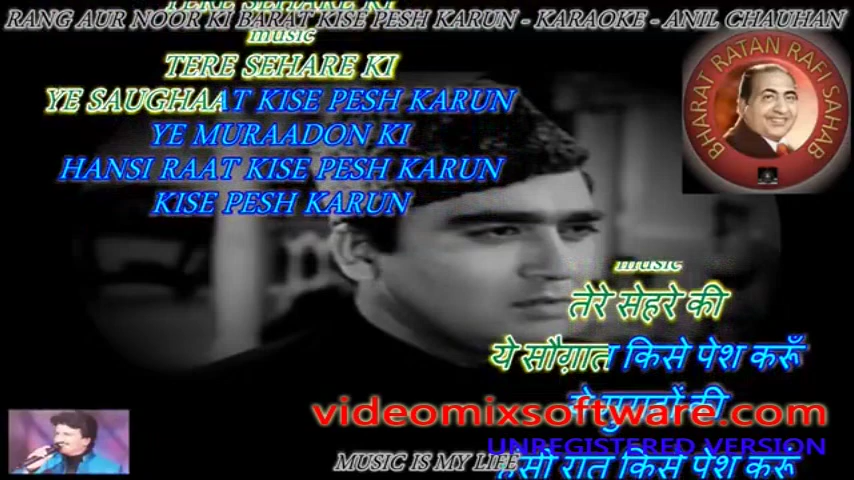 RANG AUR NOOR KI BARAT KISE PESH KARUN - KARAOKE - ANIL CHAUHAN
music
TERE SEHARE KI
YE SAUGHAAT KISE PESH KARUN
YE MURAADON KI
HANSI RAAT KISE PESH KARUN
KISE PESH KARUN
BHARAT RATAN RAFI SAHAB
music
तेरे सेहरे की
ये सौग़ात किसे पेश करूँ
की
videomixsoftware.com
UNREGISTERED VERSION
रात किसे पेश करूँ
MUSIC IS MY LIFE